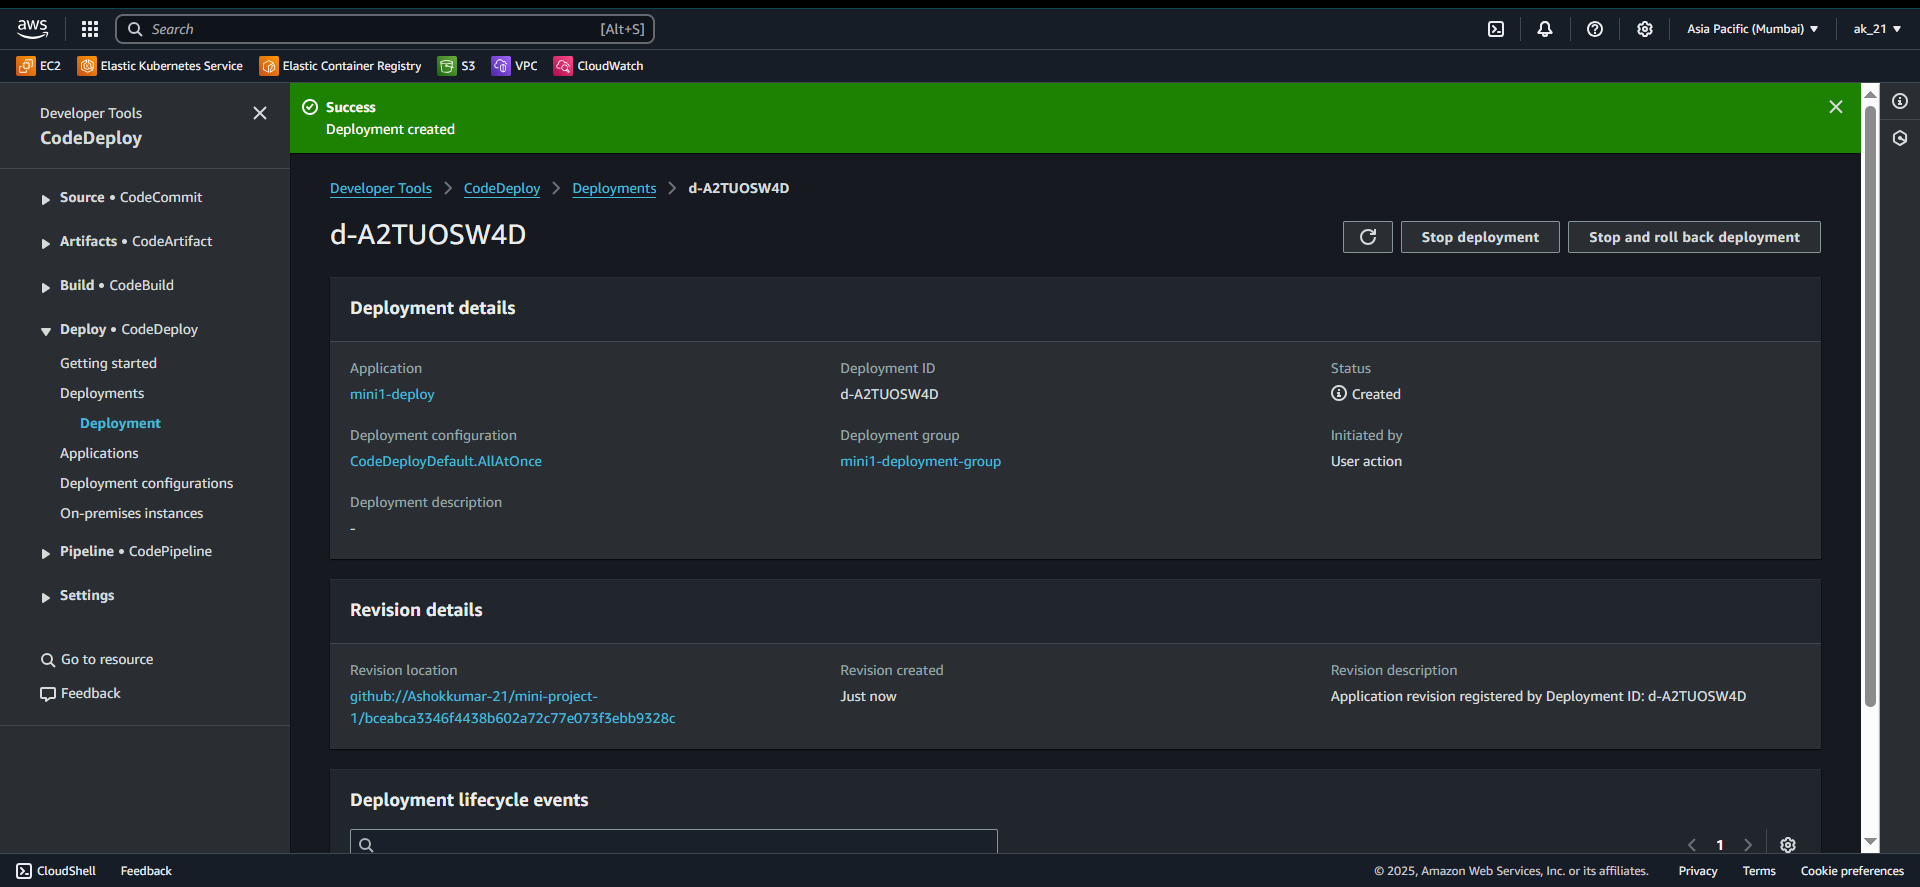 aws
Search [Alt+S]
Asia Pacific (Mumbai) ak_21
EC2 Elastic Kubernetes Service Elastic Container Registry S3 VPC CloudWatch
Developer Tools
CodeDeploy
Source • CodeCommit
Artifacts • CodeArtifact
Build • CodeBuild
Deploy • CodeDeploy
Getting started
Deployments
Deployment
Applications
Deployment configurations
On-premises instances
Pipeline • CodePipeline
Settings
Go to resource
Feedback
Success
Deployment created
Developer Tools CodeDeploy Deployments d-A2TUOSW4D
d-A2TUOSW4D
Stop deployment Stop and roll back deployment
Deployment details
Application Deployment ID Status
mini1-deploy d-A2TUOSW4D Created
Deployment configuration Deployment group Initiated by
CodeDeployDefault.AllAtOnce mini1-deployment-group User action
Deployment description
-
Revision details
Revision location Revision created Revision description
github://Ashokkumar-21/mini-project- Just now Application revision registered by Deployment ID: d-A2TUOSW4D
1/bceabca3346f4438b602a72c77e073f3ebb9328c
Deployment lifecycle events
1
CloudShell Feedback © 2025, Amazon Web Services, Inc. or its affiliates. Privacy Terms Cookie preferences